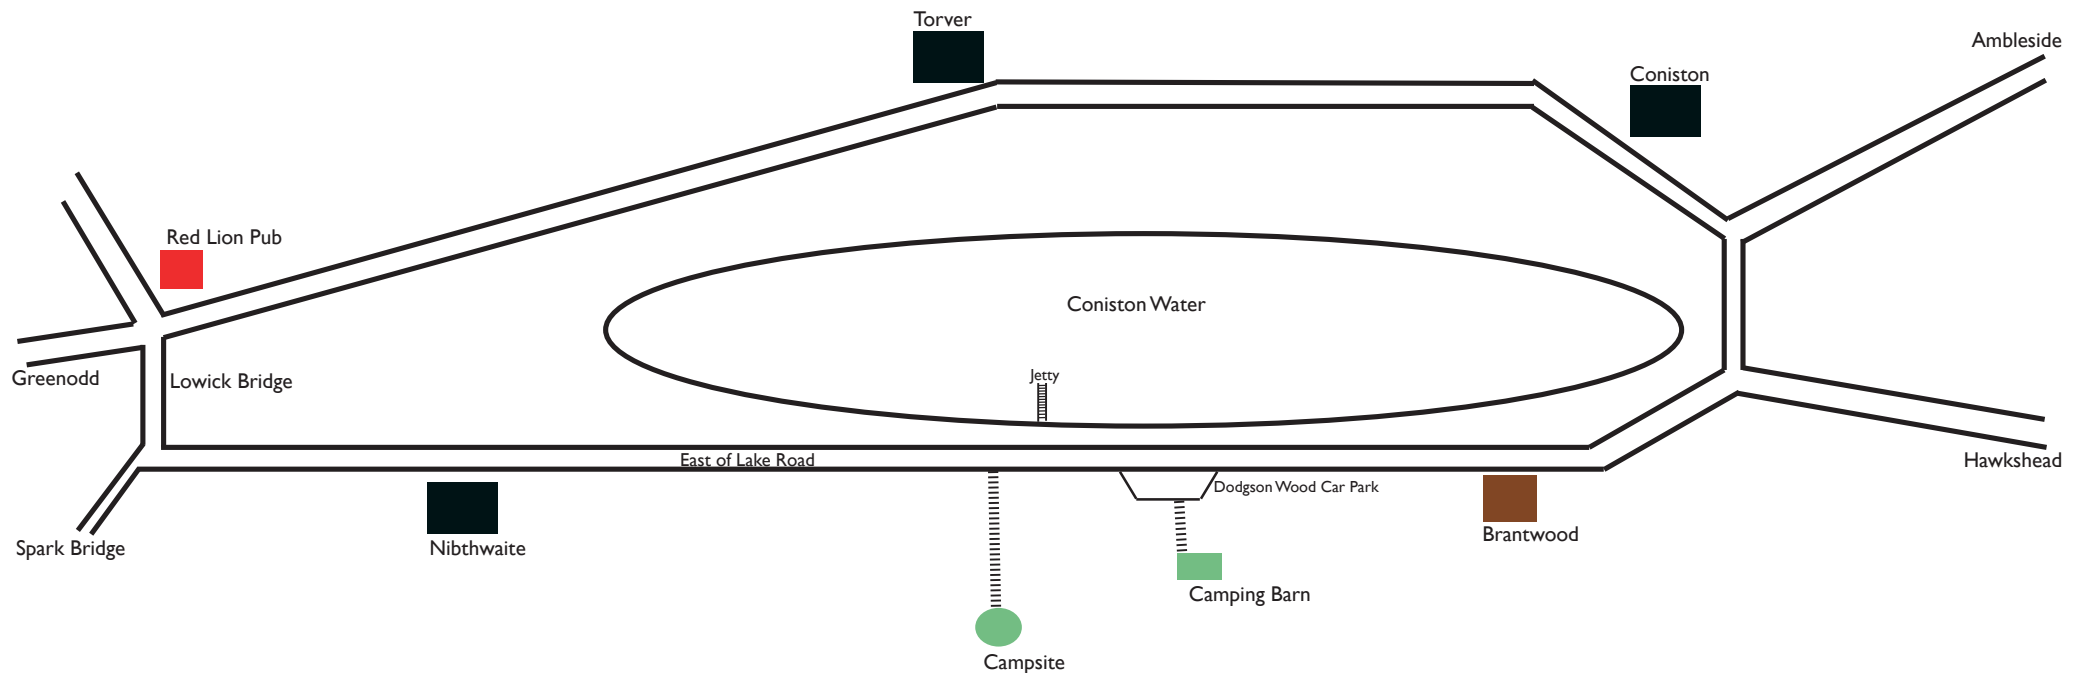 Torver
Ambleside
Coniston
Red Lion Pub
Coniston Water
Jetty
Greenodd
Lowick Bridge
East of Lake Road
Hawkshead
Dodgson Wood Car Park
Brantwood
Spark Bridge
Nibthwaite
Camping Barn
Campsite